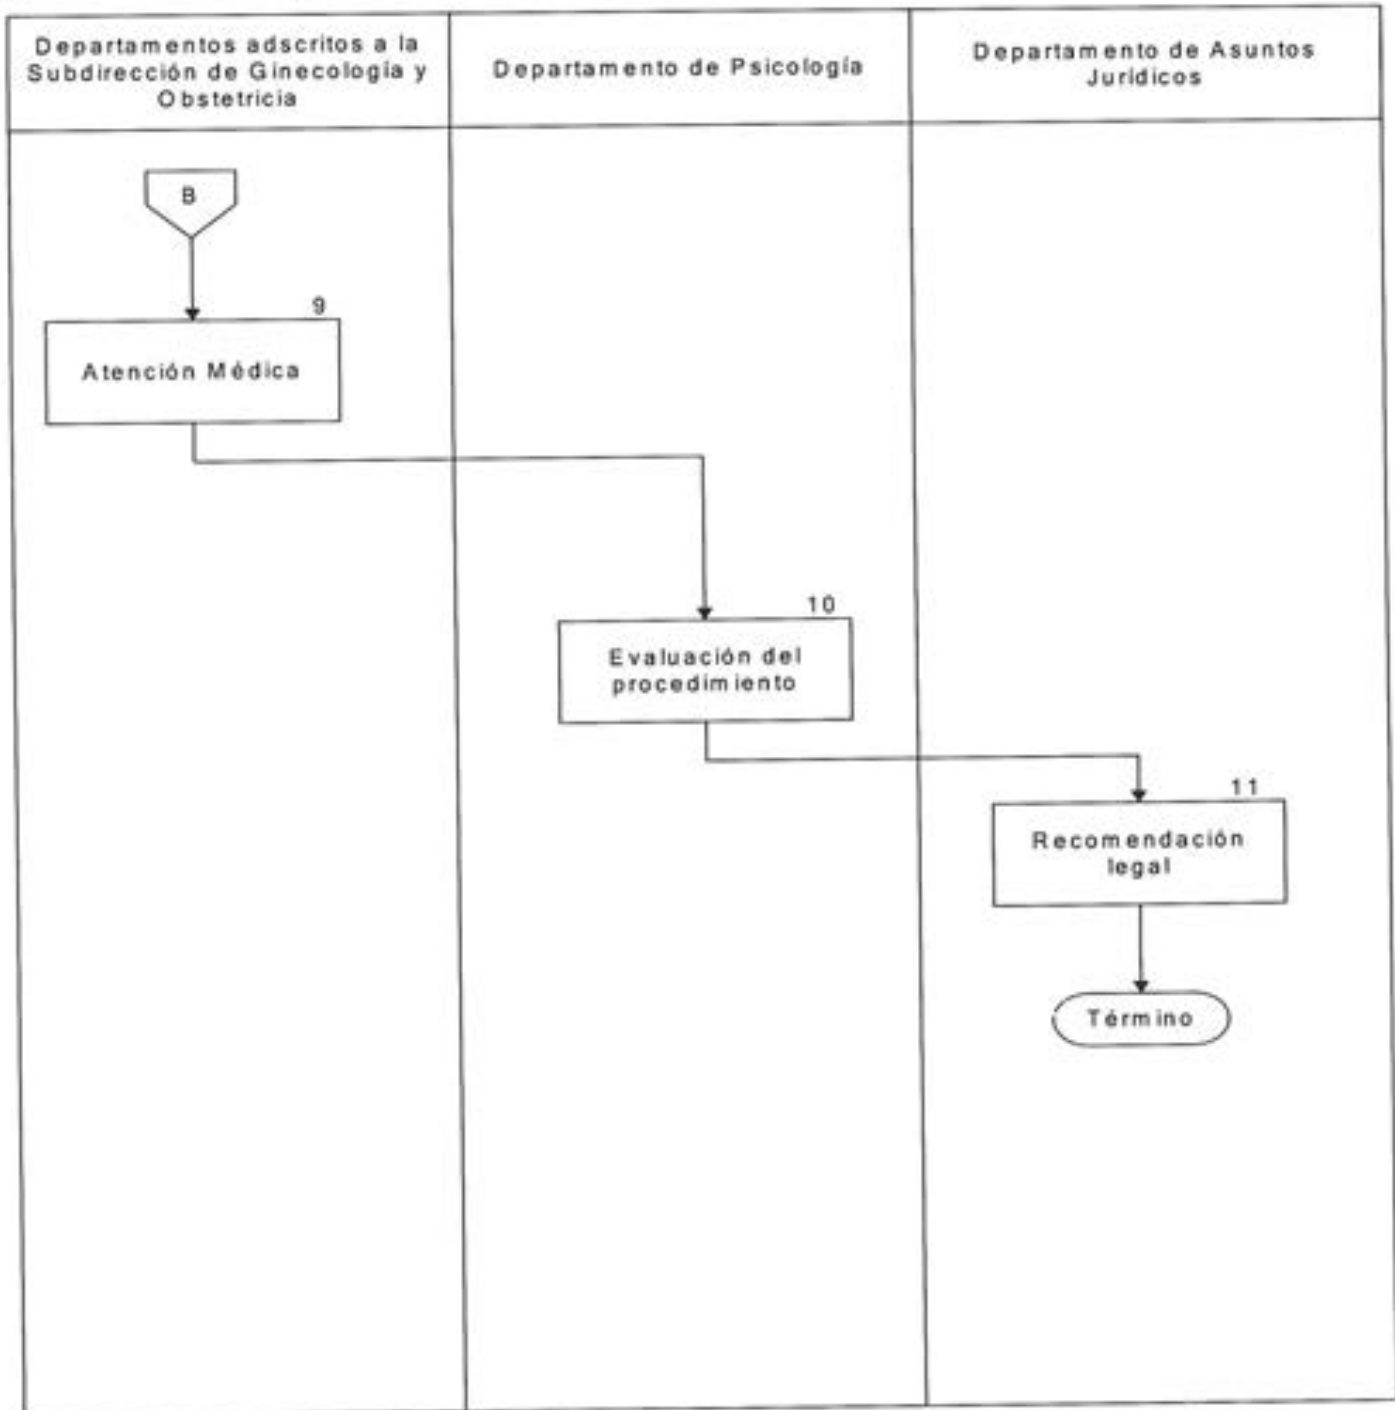 Departamentos adscritos a la
Subdirección de Ginecología y
Obstetricia
Departamento de Psicología
Departamento de Asuntos
Jurídicos
B
9
Atención Médica
10
Evaluación del
procedimiento
11
Recomendación
legal
Término